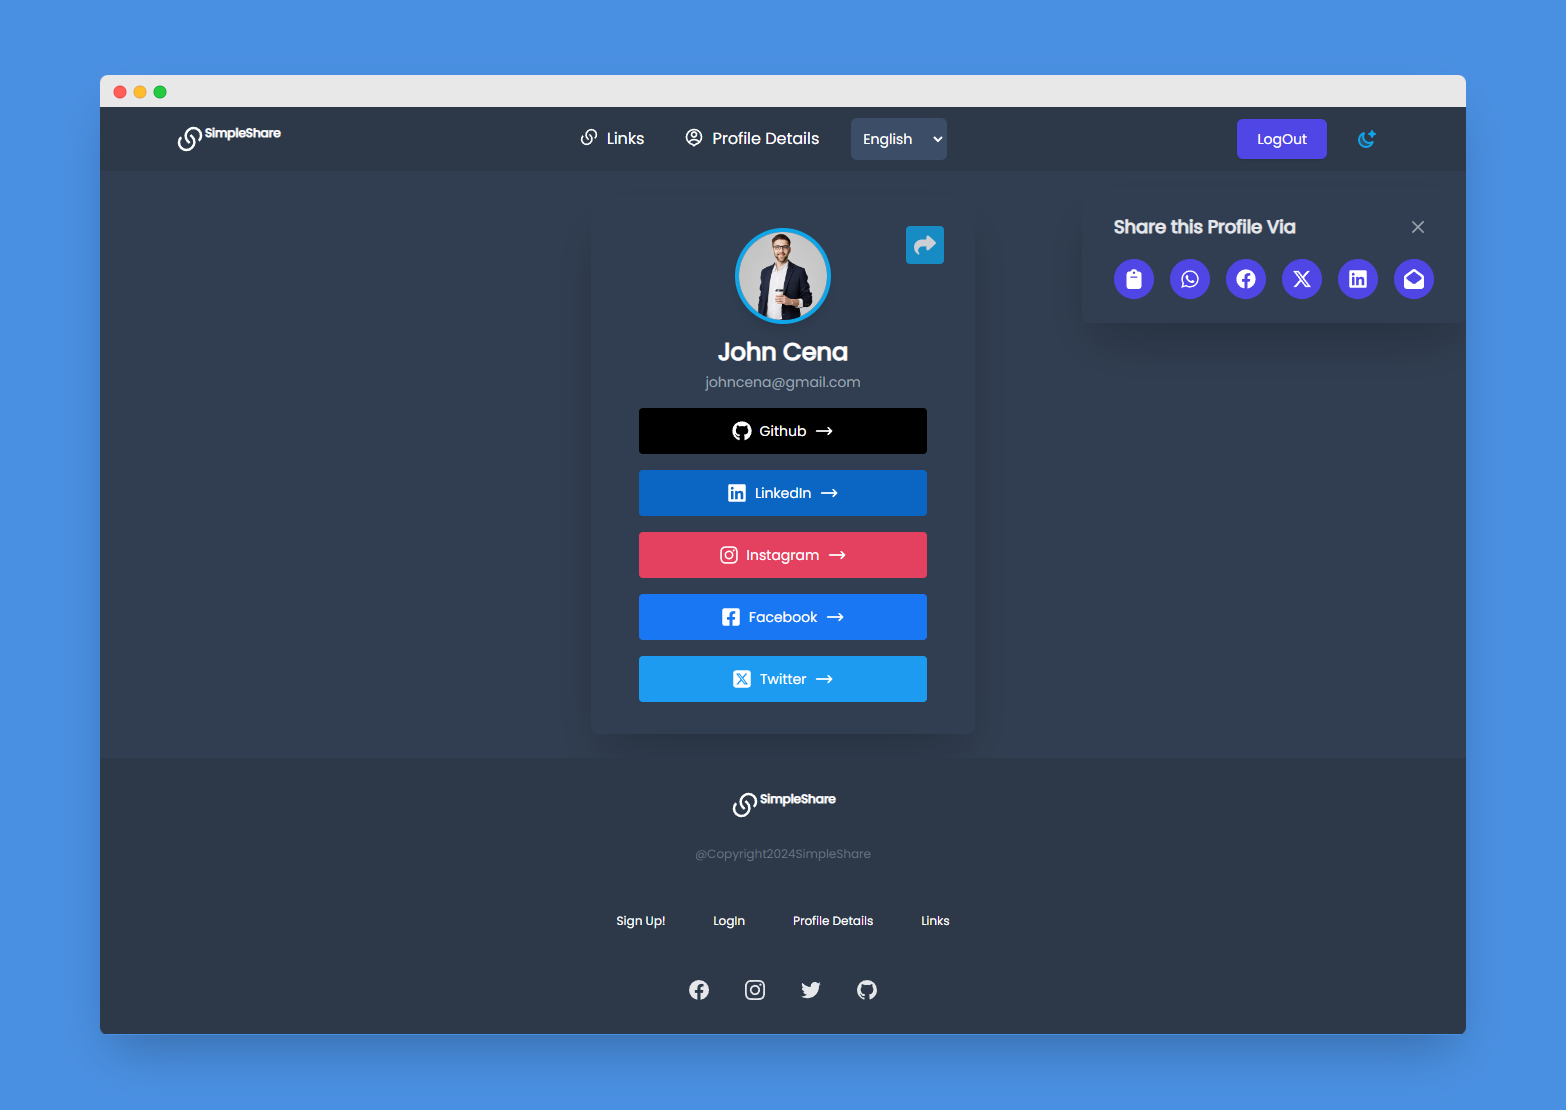 SimpleShare
Links
Profile Details
English
LogOut
Share this Profile Via
John Cena
johncena@gmail.com
Github
LinkedIn
Instagram
Facebook
Twitter
SimpleShare
@Copyright2024SimpleShare
Sign Up! LogIn Profile Details Links